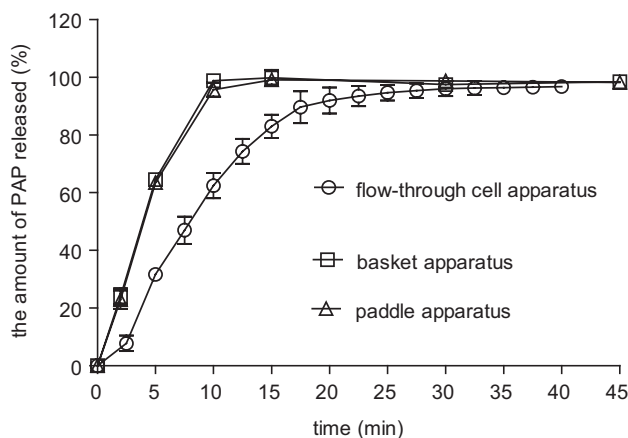 the amount of PAP released (%)
120
100
80
60
40
20
0
flow-through cell apparatus
basket apparatus
paddle apparatus
0 5 10 15 20 25 30 35 40 45
time (min)